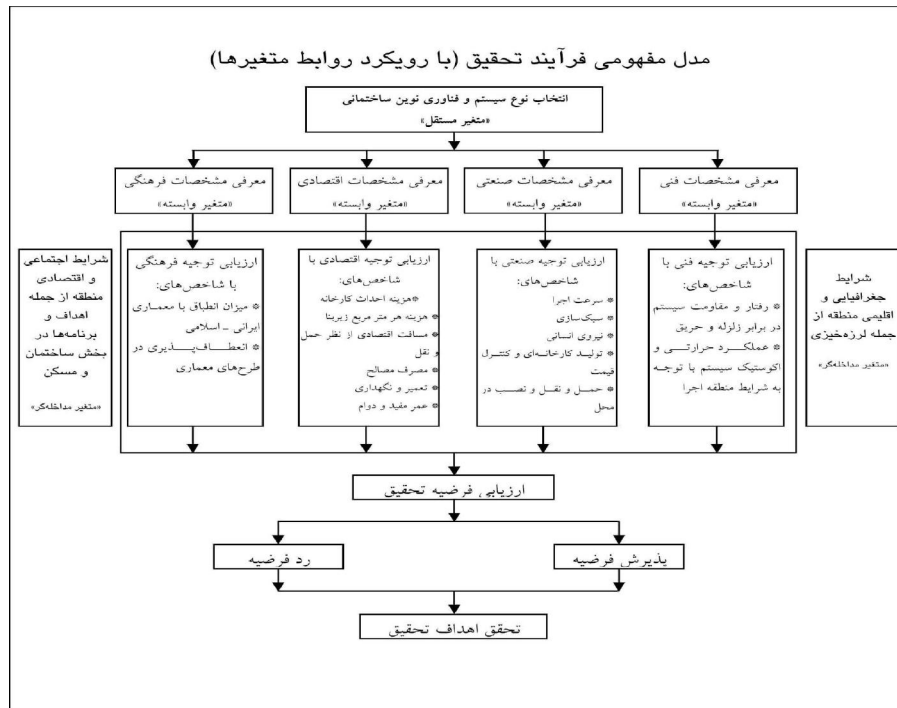 مدل مفهومی فرآیند تحقیق (با رویکرد روابط متغیرها)
انتخاب نوع سیستم و فناوری نوین ساختمانی
«متغیر مستقل»
معرفی مشخصات فنی
«متغیر وابسته»
معرفی مشخصات صنعتی
«متغیر وابسته»
معرفی مشخصات اقتصادی
«متغیر وابسته»
معرفی مشخصات فرهنگی
«متغیر وابسته»
شرایط
جغرافیایی و
اقلیمی منطقه از
جمله لرزه‌خیزی
«متغیر مداخله‌گر»
ارزیابی توجیه فنی با
شاخص‌های:
* رفتار و مقاومت سیستم
در برابر زلزله و حریق
* عملکرد حرارتی و
اکوستیک سیستم با توجه
به شرایط منطقه اجرا
ارزیابی توجیه صنعتی با
شاخص‌های:
* سرعت اجرا
* سبک‌سازی
* نیروی انسانی
* تولید کارخانه‌ای و کنترل
قیمت
* حمل و نقل و نصب در
محل
ارزیابی توجیه اقتصادی با
شاخص‌های:
*هزینه احداث کارخانه
* هزینه هر متر مربع زیربنا
* مسافت اقتصادی از نظر حمل
و نقل
* مصرف مصالح
* تعمیر و نگهداری
* عمر مفید و دوام
ارزیابی توجیه فرهنگی
با شاخص‌های:
* میزان انطباق با معماری
ایرانی - اسلامی
* انعطاف‌پذیری در
طرح‌های معماری
شرایط اجتماعی
و اقتصادی
منطقه از جمله
اهداف و
برنامه‌ها در
بخش ساختمان
و مسکن
«متغیر مداخله‌گر»
ارزیابی فرضیه تحقیق
پذیرش فرضیه
رد فرضیه
تحقق اهداف تحقیق